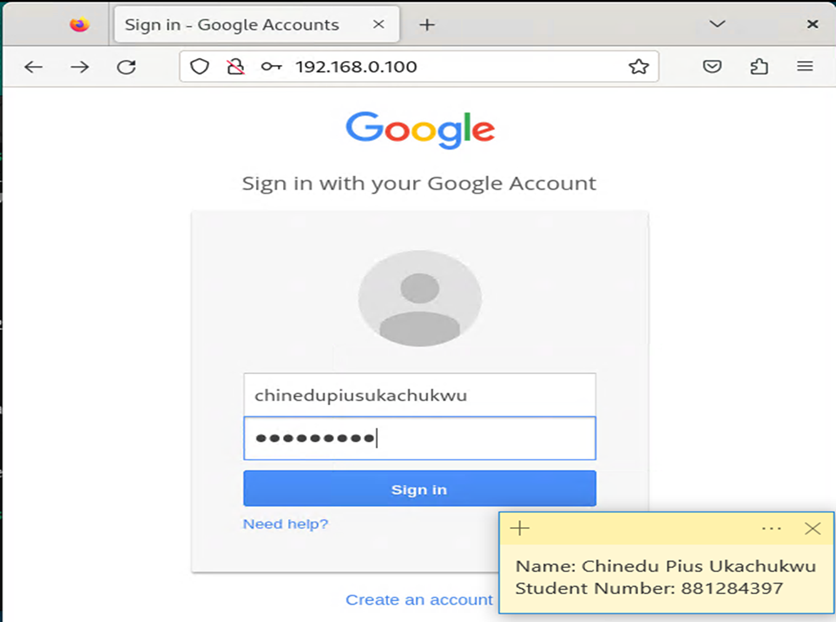 Sign in - Google Accounts
192.168.0.100
Google
Sign in with your Google Account
chinedupiusukachukwu
Sign in
Need help?
Create an account
Name: Chinedu Pius Ukachukwu
Student Number: 881284397